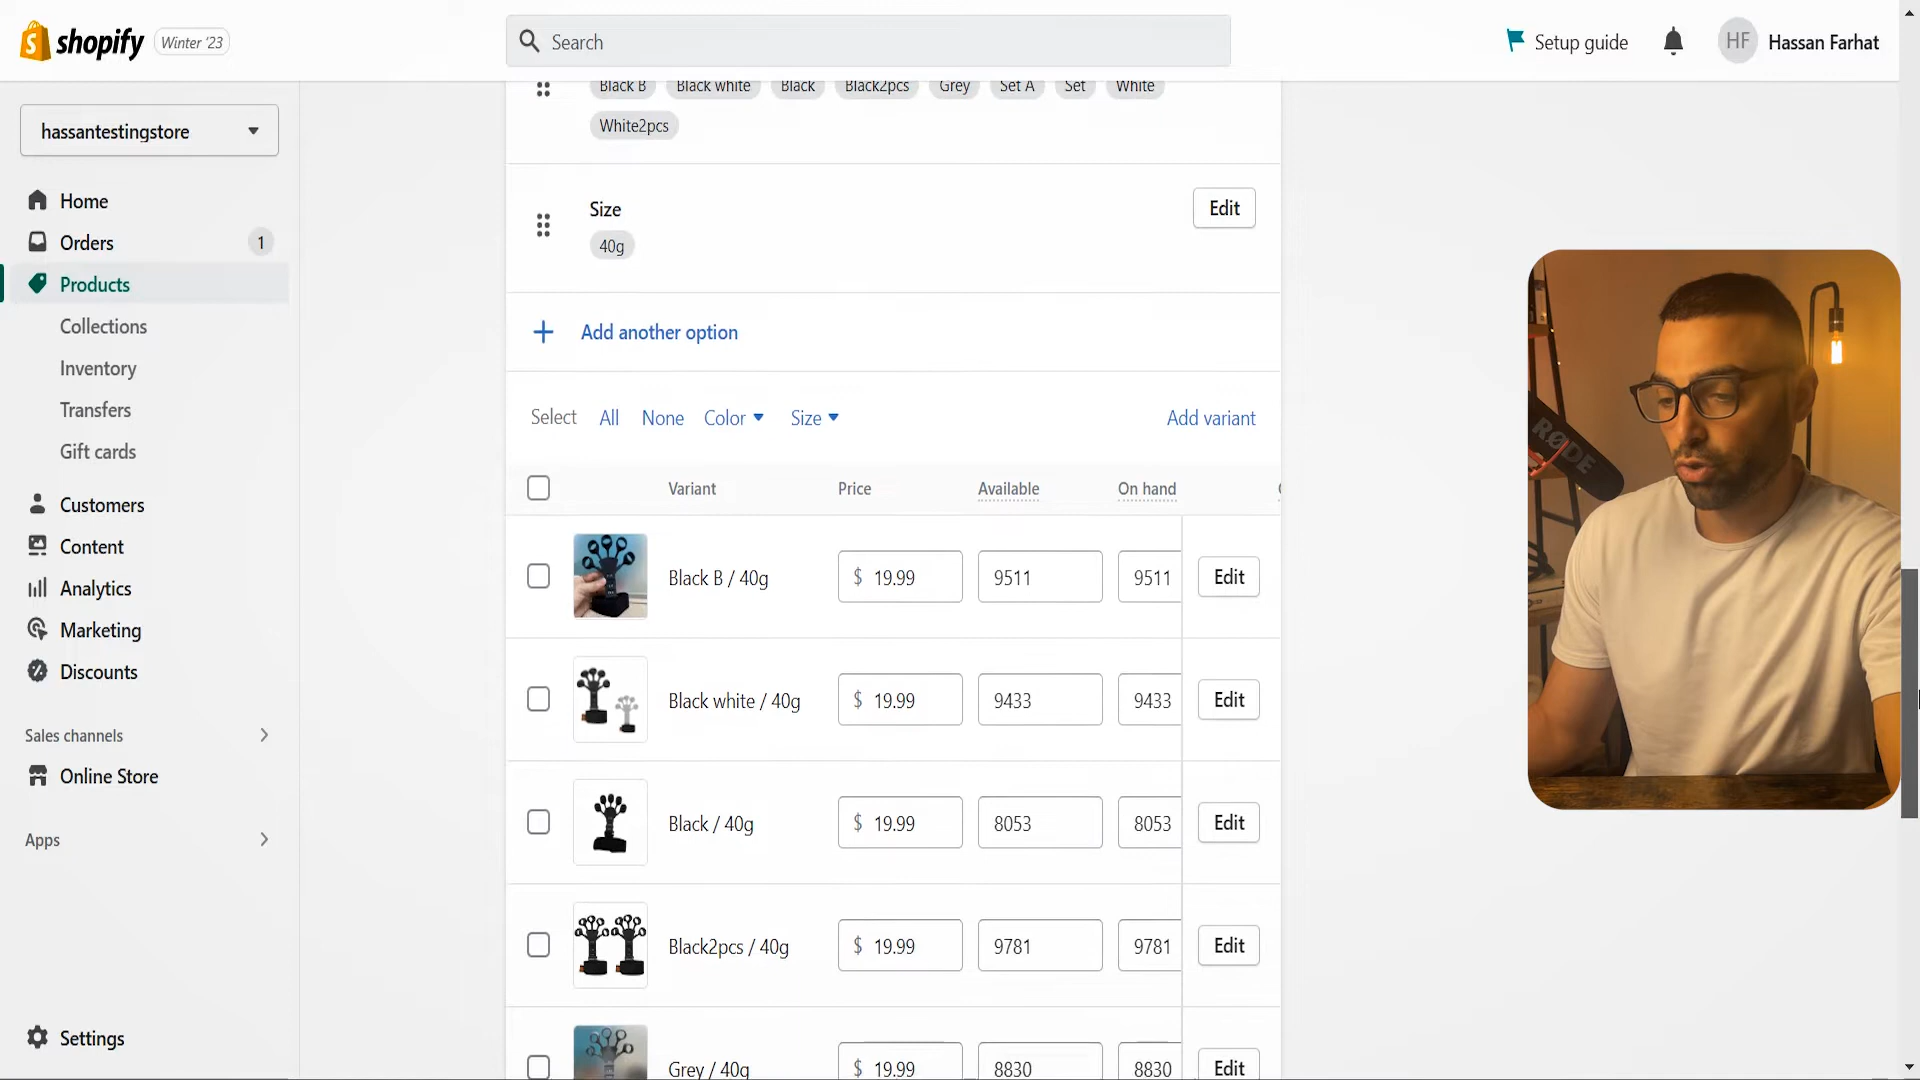 shopify Winter '23
Search
Setup guide
HF Hassan Farhat
hassantestingstore
Home
Orders 1
Products
Collections
Inventory
Transfers
Gift cards
Customers
Content
Analytics
Marketing
Discounts
Sales channels
Online Store
Apps
Settings
Black B Black white Black Black2pcs Grey Set A Set White
White2pcs
Size Edit
40g
Add another option
Select All None Color Size Add variant
Variant Price Available On hand
Black B / 40g $ 19.99 9511 9511 Edit
Black white / 40g $ 19.99 9433 9433 Edit
Black / 40g $ 19.99 8053 8053 Edit
Black2pcs / 40g $ 19.99 9781 9781 Edit
Grey / 40g $ 19.99 8830 8830 Edit
RØDE